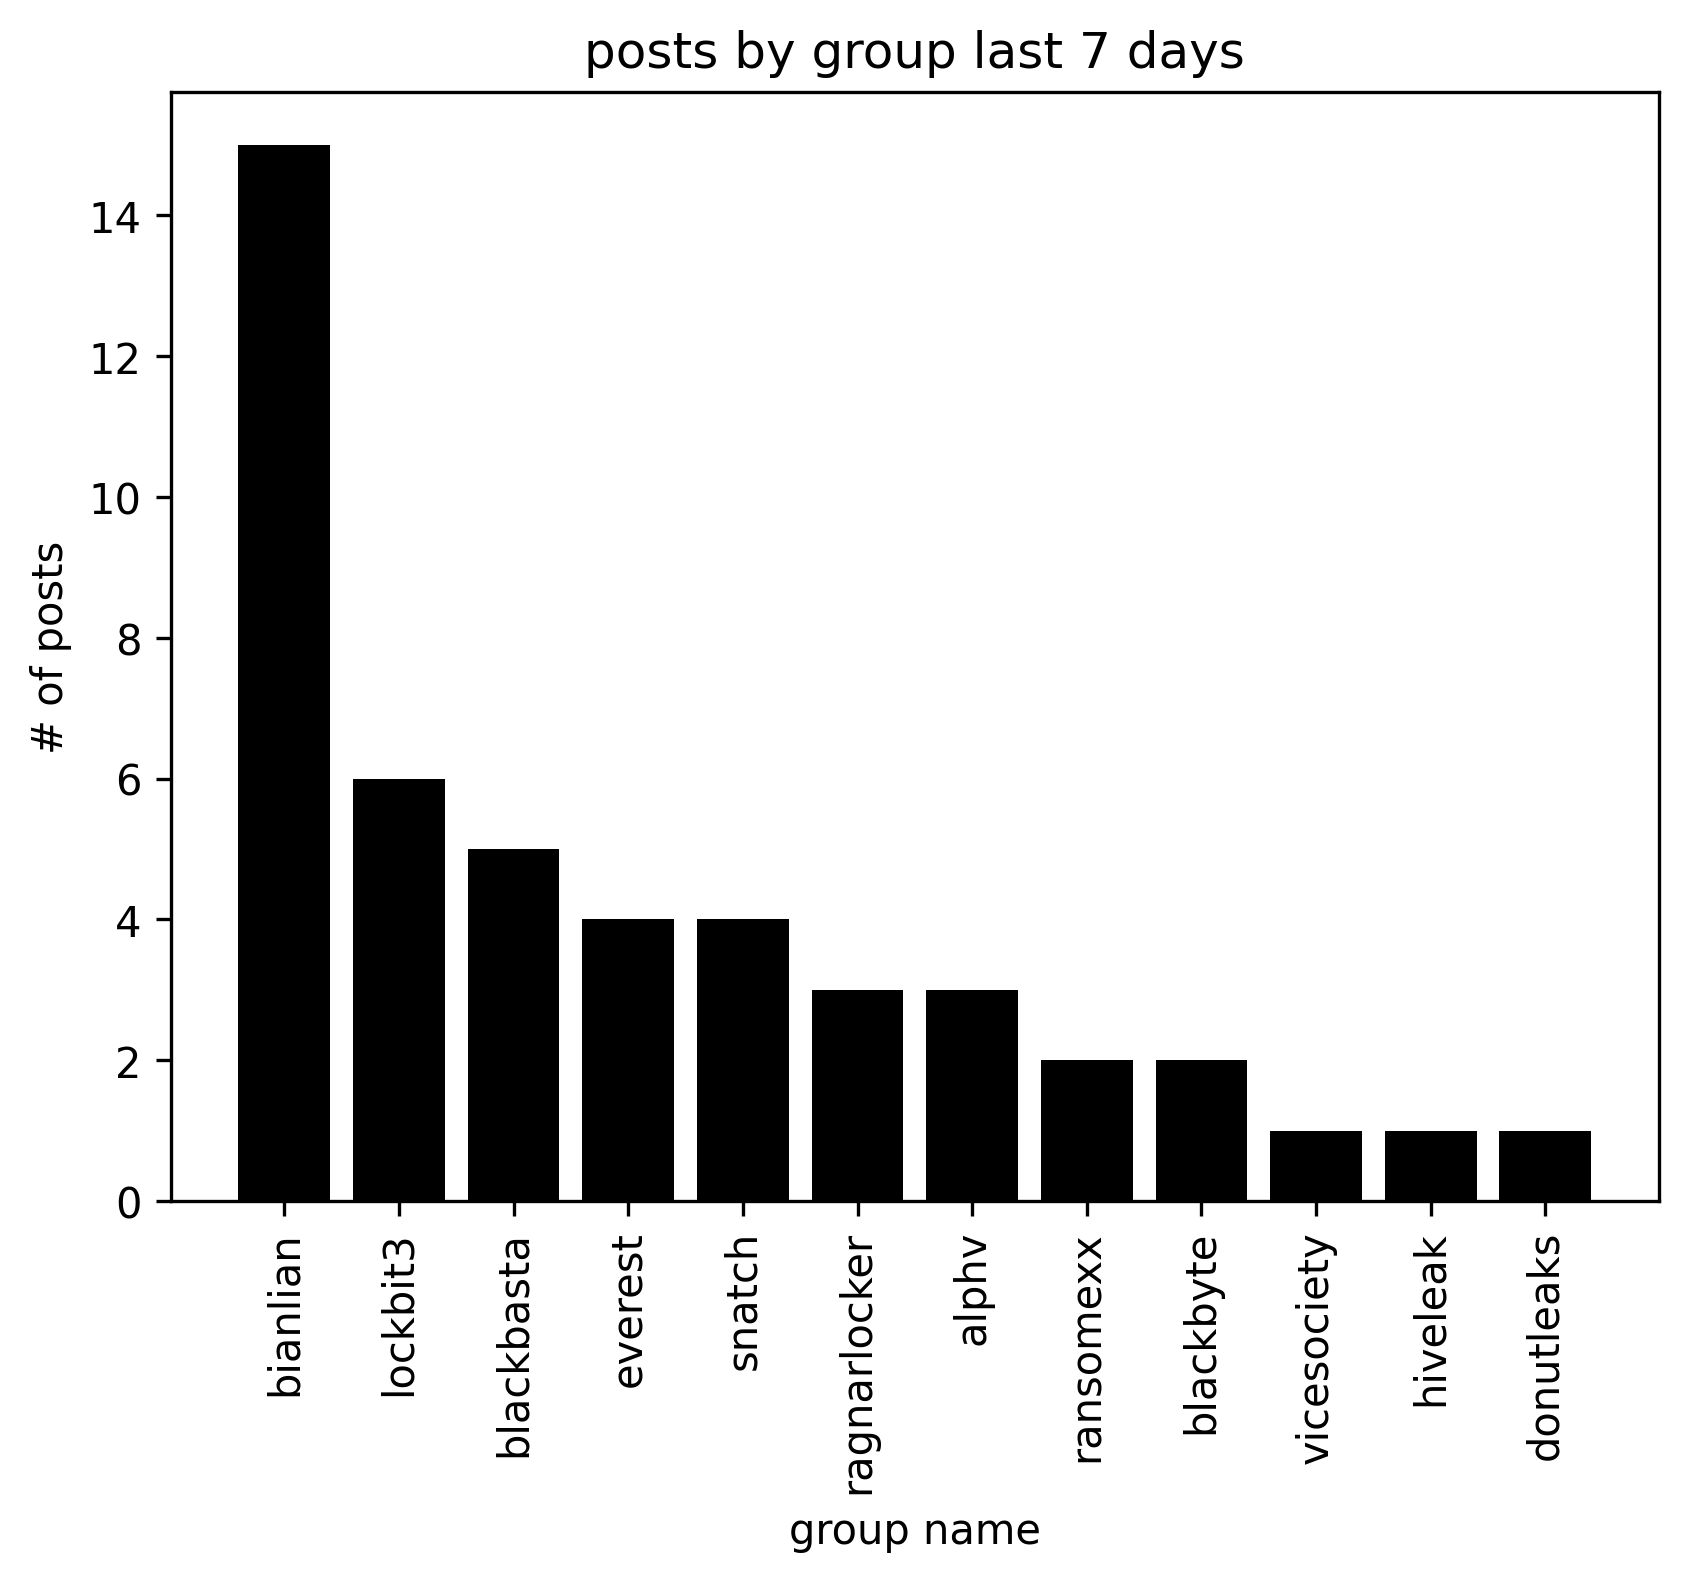 posts by group last 7 days
# of posts
14
12
10
8
6
4
2
0
bianlian
lockbit3
blackbasta
everest
snatch
ragnarlocker
alphv
ransomexx
blackbyte
vicesociety
hiveleak
donutleaks
group name